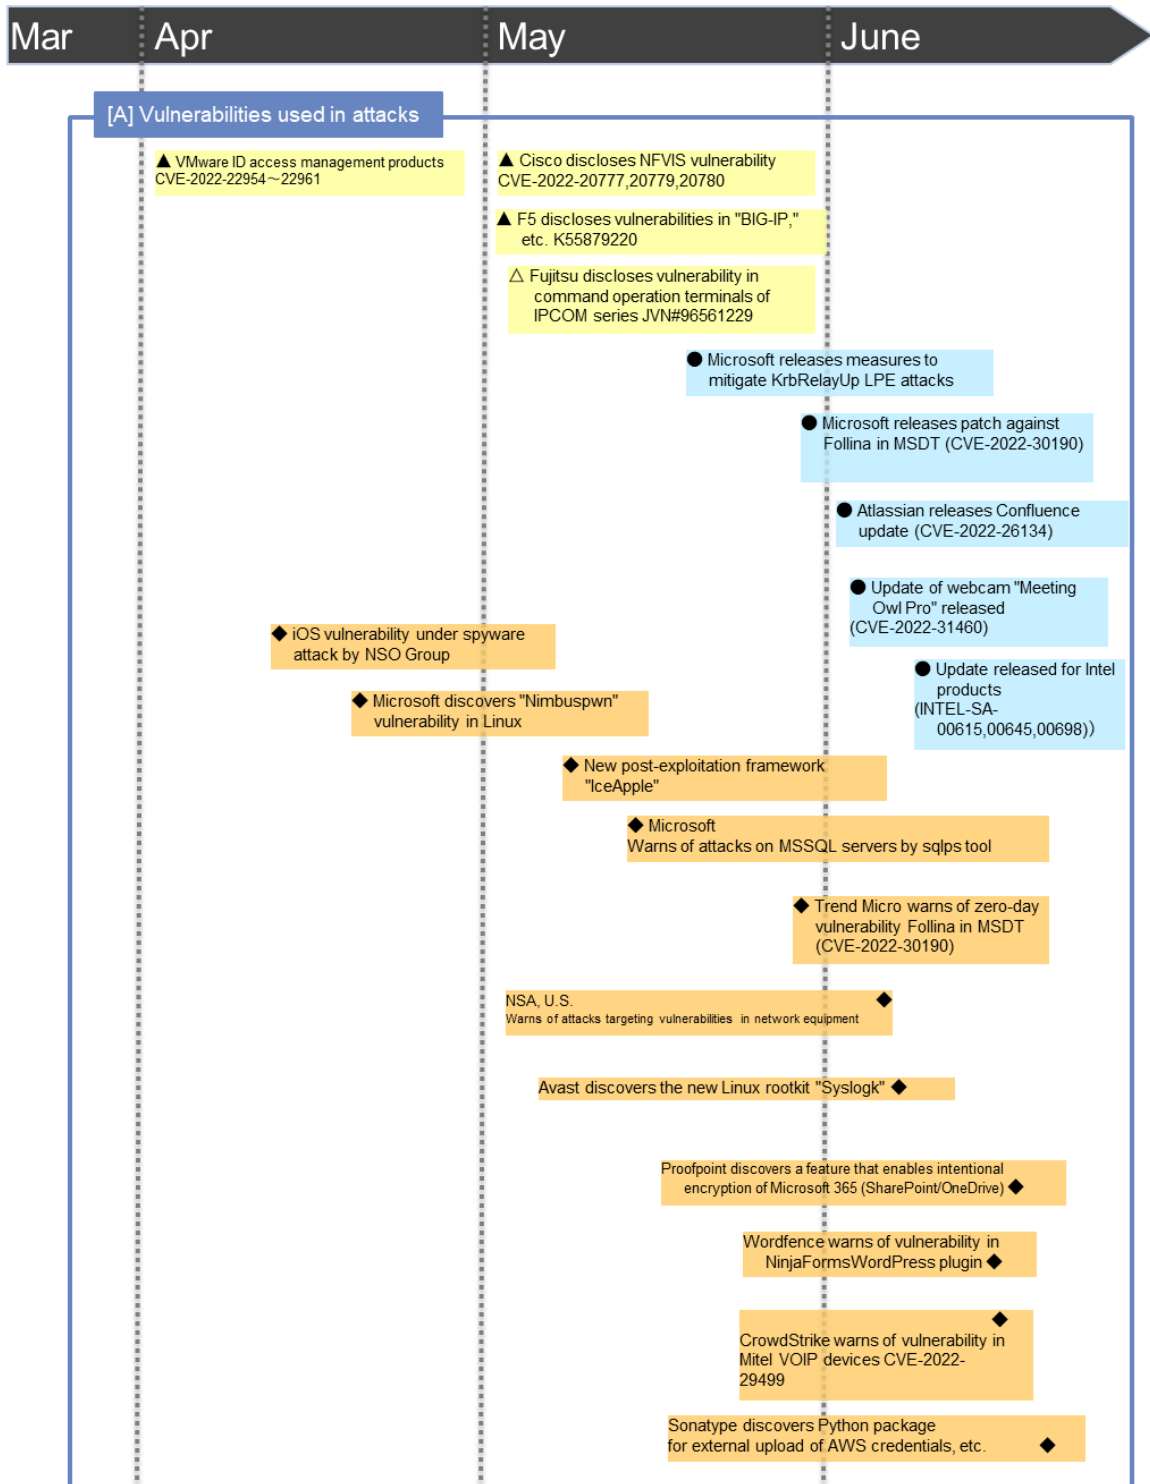 Mar
Apr
May
June
[A] Vulnerabilities used in attacks
▲ VMware ID access management products
CVE-2022-22954～22961
▲ Cisco discloses NFVIS vulnerability
CVE-2022-20777,20779,20780
▲ F5 discloses vulnerabilities in "BIG-IP,"
etc. K55879220
△ Fujitsu discloses vulnerability in
command operation terminals of
IPCOM series JVN#96561229
● Microsoft releases measures to
mitigate KrbRelayUp LPE attacks
● Microsoft releases patch against
Follina in MSDT (CVE-2022-30190)
● Atlassian releases Confluence
update (CVE-2022-26134)
● Update of webcam "Meeting
Owl Pro" released
(CVE-2022-31460)
◆ iOS vulnerability under spyware
attack by NSO Group
● Update released for Intel
products
(INTEL-SA-
00615,00645,00698)）
◆ Microsoft discovers "Nimbuspwn"
vulnerability in Linux
◆ New post-exploitation framework
"IceApple"
◆ Microsoft
Warns of attacks on MSSQL servers by sqlps tool
◆ Trend Micro warns of zero-day
vulnerability Follina in MSDT
(CVE-2022-30190)
NSA, U.S. ◆
Warns of attacks targeting vulnerabilities in network equipment
Avast discovers the new Linux rootkit "Syslogk" ◆
Proofpoint discovers a feature that enables intentional
encryption of Microsoft 365 (SharePoint/OneDrive) ◆
Wordfence warns of vulnerability in
NinjaFormsWordPress plugin ◆
◆
CrowdStrike warns of vulnerability in
Mitel VOIP devices CVE-2022-
29499
Sonatype discovers Python package
for external upload of AWS credentials, etc. ◆